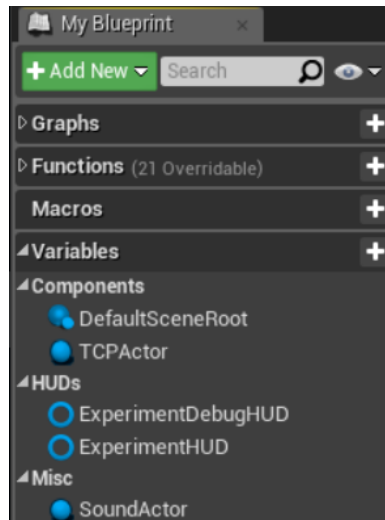 My Blueprint
Add New Search
Graphs
Functions (21 Overridable)
Macros
Variables
Components
DefaultSceneRoot
TCPActor
HUDs
ExperimentDebugHUD
ExperimentHUD
Misc
SoundActor